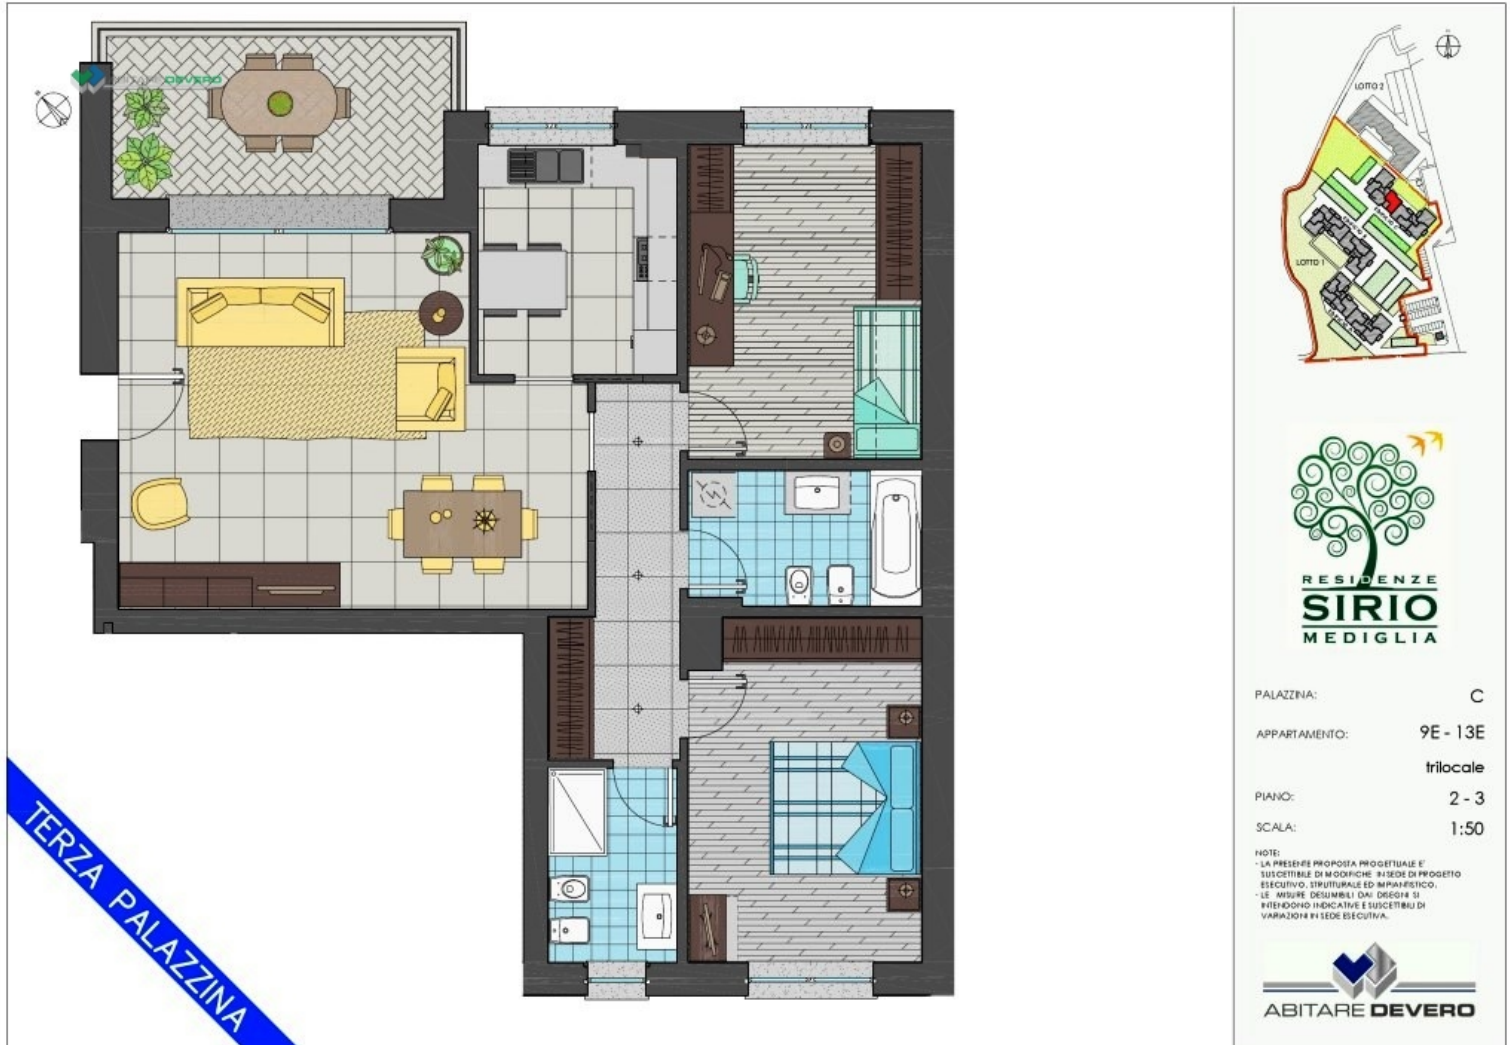 ABITARE DEVERO
TERZA PALAZZINA
LOTTO 2
LOTTO 1
RESIDENZE
SIRIO
MEDIGLIA
PALAZZINA: C
APPARTAMENTO: 9E - 13E
trilocale
PIANO: 2 - 3
SCALA: 1:50
NOTE:
- LA PRESENTE PROPOSTA PROGETTUALE E'
SUSCETTIBILE DI MODIFICHE IN SEDE DI PROGETTO
ESECUTIVO, STRUTTURALE ED IMPIANTISTICO.
- LE MISURE DESUMIBILI DAI DISEGNI SI
INTENDONO INDICATIVE E SUSCETTIBILI DI
VARIAZIONI IN SEDE ESECUTIVA.
ABITARE DEVERO